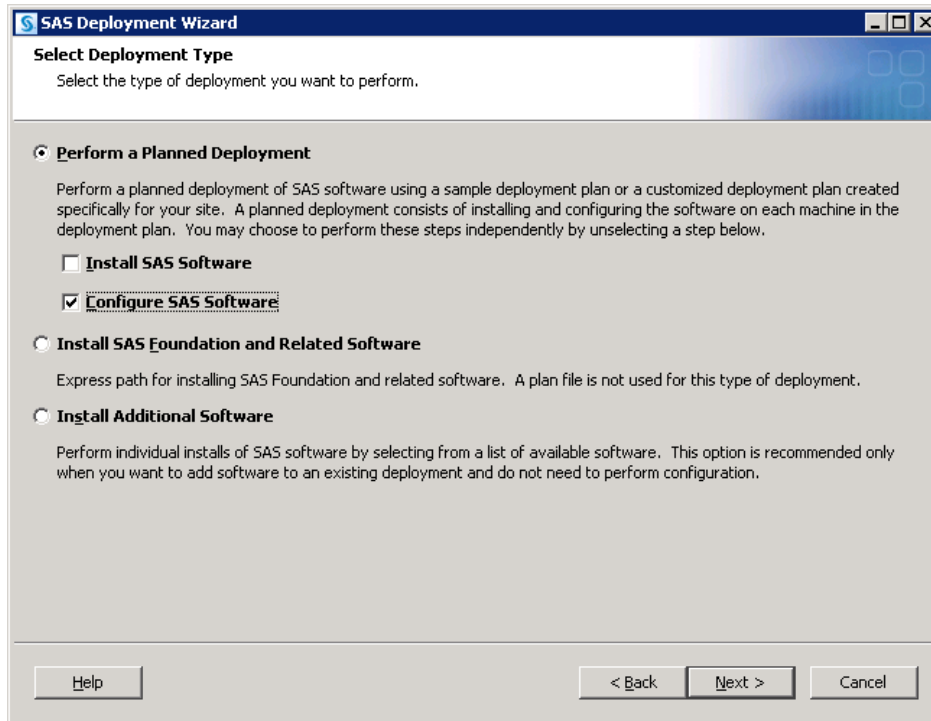 SAS Deployment Wizard
Select Deployment Type
Select the type of deployment you want to perform.
Perform a Planned Deployment
Perform a planned deployment of SAS software using a sample deployment plan or a customized deployment plan created
specifically for your site. A planned deployment consists of installing and configuring the software on each machine in the
deployment plan. You may choose to perform these steps independently by unselecting a step below.
Install SAS Software
Configure SAS Software
Install SAS Foundation and Related Software
Express path for installing SAS Foundation and related software. A plan file is not used for this type of deployment.
Install Additional Software
Perform individual installs of SAS software by selecting from a list of available software. This option is recommended only
when you want to add software to an existing deployment and do not need to perform configuration.
Help
< Back
Next >
Cancel